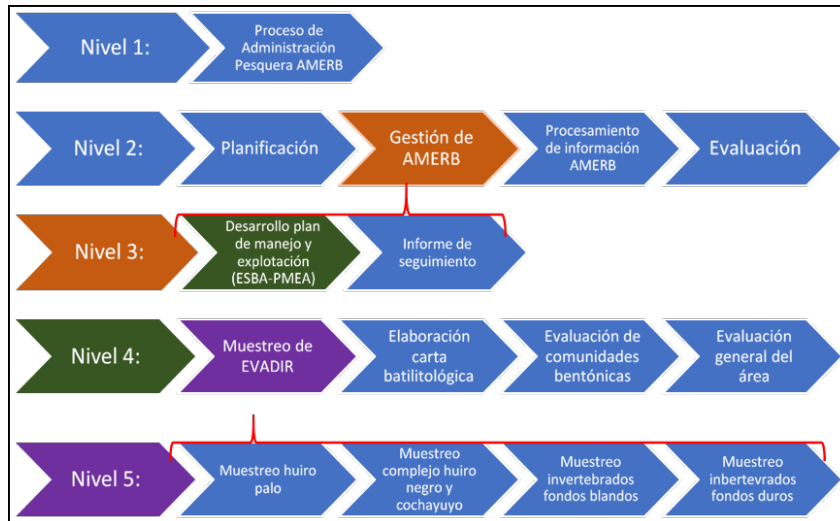 Nivel 1:
Proceso de
Administración
Pesquera AMERB
Nivel 2:
Planificación
Gestión de
AMERB
Procesamiento
de información
AMERB
Evaluación
Nivel 3:
Desarrollo plan
de manejo y
explotación
(ESBA-PMEA)
Informe de
seguimiento
Nivel 4:
Muestreo de
EVADIR
Elaboración
carta
batilitológica
Evaluación de
comunidades
bentónicas
Evaluación
general del
área
Nivel 5:
Muestreo huiro
palo
Muestreo
complejo huiro
negro y
cochayuyo
Muestreo
invertebrados
fondos blandos
Muestreo
inbertevrados
fondos duros